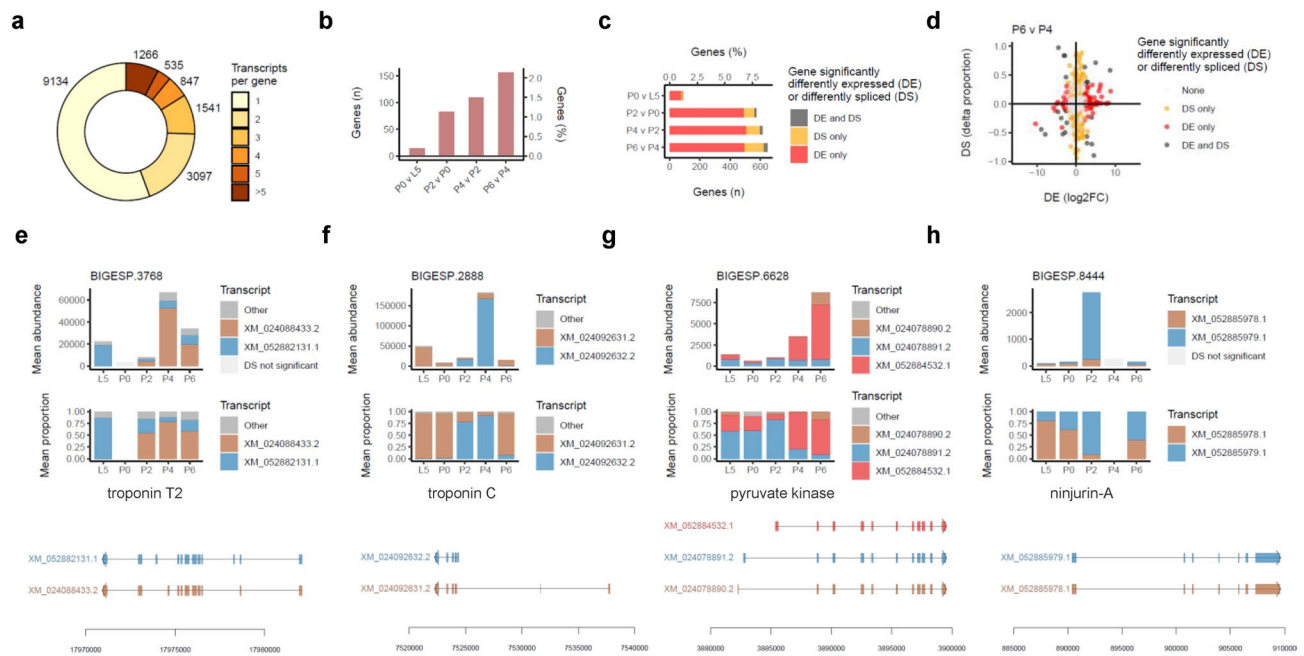 a
1266
535
847
1541
3097
9134
Transcripts
per gene
1
2
3
4
5
>5
b
Genes (n)
150
100
50
0
Genes (%)
2.0
1.5
1.0
0.5
0.0
P0 v L5
P2 v P0
P4 v P2
P6 v P4
c
Genes (%)
0.0
2.5
5.0
7.5
P0 v L5
P2 v P0
P4 v P2
P6 v P4
0
200
400
600
Genes (n)
Gene significantly
differently expressed (DE)
or differently spliced (DS)
DE and DS
DS only
DE only
d
P6 v P4
DS (delta proportion)
1.0
0.5
0.0
−0.5
−1.0
−10
0
10
DE (log2FC)
Gene significantly
differently expressed (DE)
or differently spliced (DS)
None
DS only
DE only
DE and DS
e
BIGESP.3768
Mean abundance
60000
40000
20000
0
L5 P0 P2 P4 P6
Transcript
Other
XM_024088433.2
XM_052882131.1
DS not significant
Mean proportion
1.00
0.75
0.50
0.25
0.00
L5 P0 P2 P4 P6
Transcript
Other
XM_024088433.2
XM_052882131.1
troponin T2
XM_052882131.1
XM_024088433.2
17970000 17975000 17980000
f
BIGESP.2888
Mean abundance
150000
100000
50000
0
L5 P0 P2 P4 P6
Transcript
Other
XM_024092631.2
XM_024092632.2
Mean proportion
1.00
0.75
0.50
0.25
0.00
L5 P0 P2 P4 P6
Transcript
Other
XM_024092631.2
XM_024092632.2
troponin C
XM_024092632.2
XM_024092631.2
7520000 7525000 7530000 7535000 7540000
g
BIGESP.6628
Mean abundance
7500
5000
2500
0
L5 P0 P2 P4 P6
Transcript
Other
XM_024078890.2
XM_024078891.2
XM_052884532.1
Mean proportion
1.00
0.75
0.50
0.25
0.00
L5 P0 P2 P4 P6
Transcript
Other
XM_024078890.2
XM_024078891.2
XM_052884532.1
pyruvate kinase
XM_052884532.1
XM_024078891.2
XM_024078890.2
3890000 3895000 3890000 3895000 3900000
h
BIGESP.8444
Mean abundance
2000
1000
0
L5 P0 P2 P4 P6
Transcript
XM_052885978.1
XM_052885979.1
DS not significant
Mean proportion
1.00
0.75
0.50
0.25
0.00
L5 P0 P2 P4 P6
Transcript
XM_052885978.1
XM_052885979.1
ninjurin-A
XM_052885979.1
XM_052885978.1
885000 890000 895000 900000 905000 910000